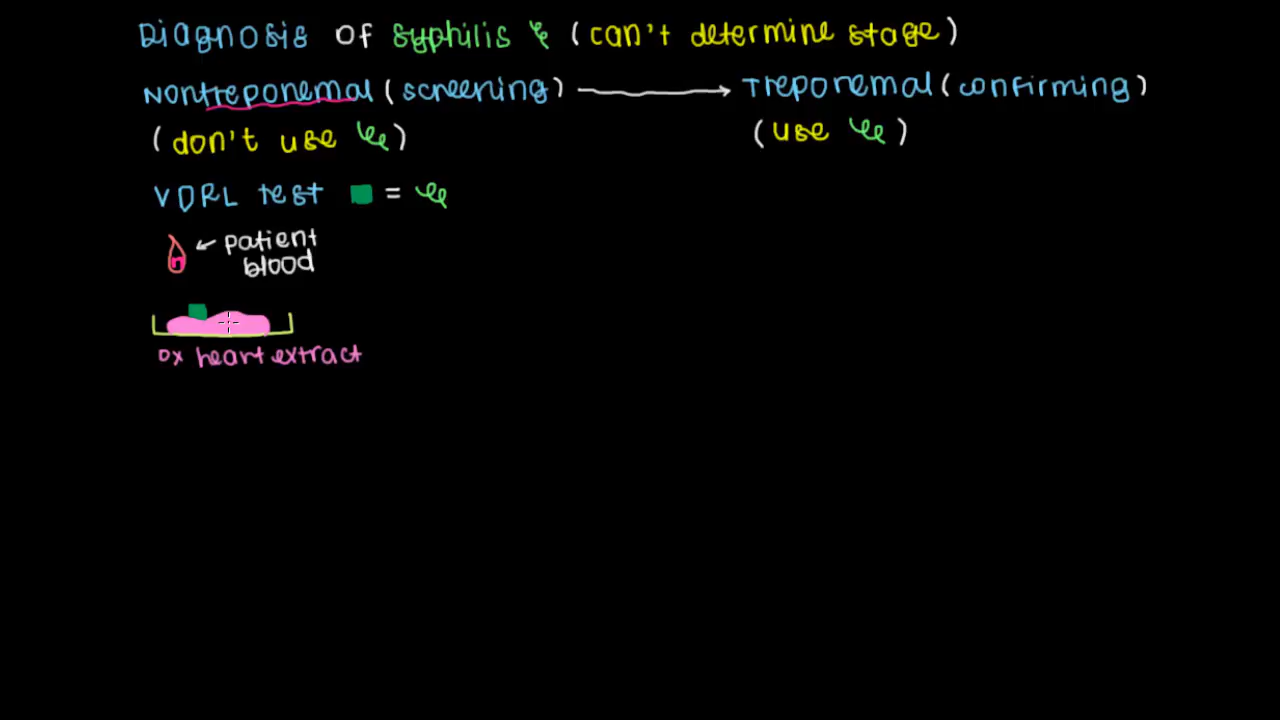 Diagnosis of syphilis (can't determine stage)
Nontreponemal (screening) → Treponemal (confirming)
(don't use ) (use )
VDRL test =
patient
blood
ox heart extract